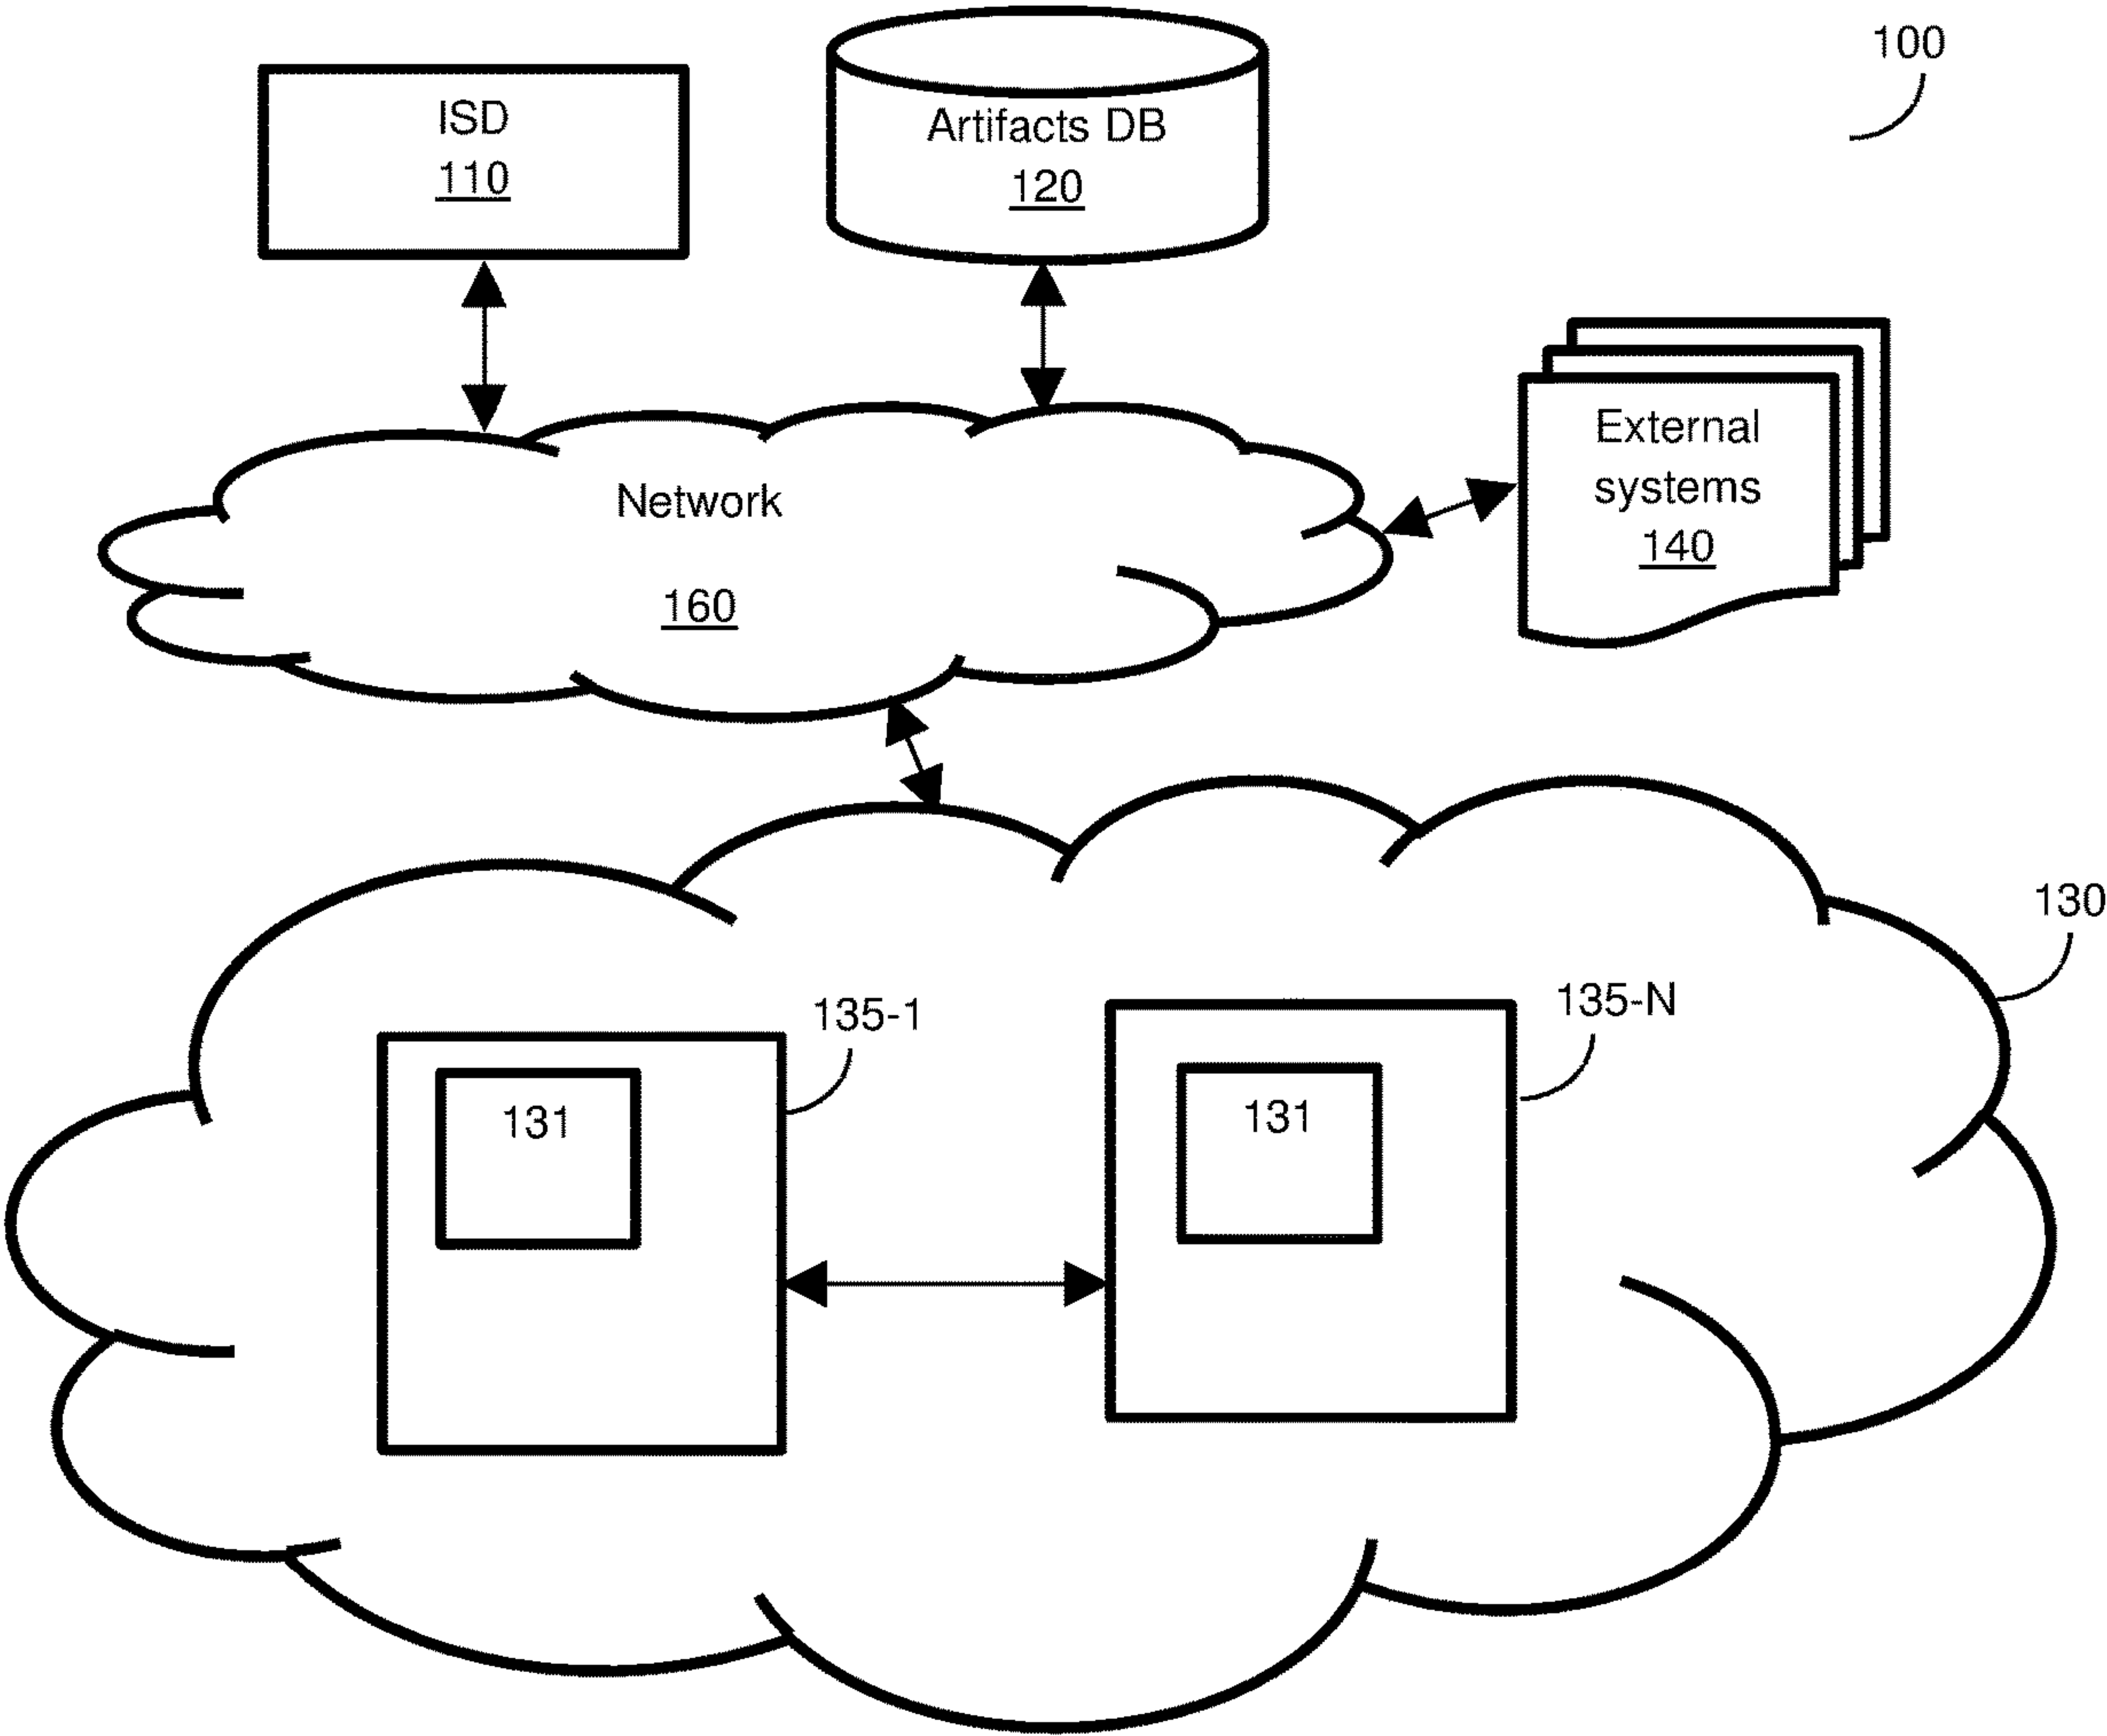 100
ISD
110
Artifacts DB
120
External
systems
140
Network
160
130
135-1
135-N
131
131